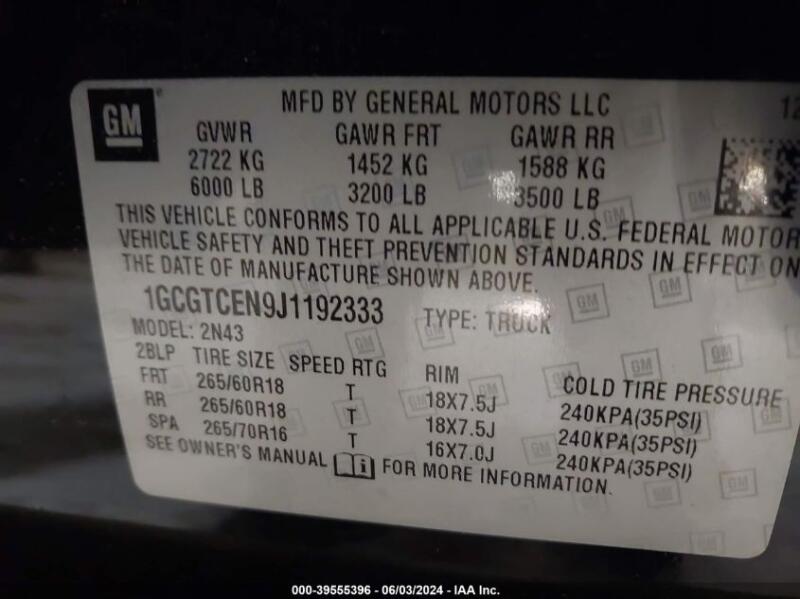 GM ®
MFD BY GENERAL MOTORS LLC 12
GVWR GAWR FRT GAWR RR
2722 KG 1452 KG 1588 KG
6000 LB 3200 LB 3500 LB
THIS VEHICLE CONFORMS TO ALL APPLICABLE U.S. FEDERAL MOTOR
VEHICLE SAFETY AND THEFT PREVENTION STANDARDS IN EFFECT ON
THE DATE OF MANUFACTURE SHOWN ABOVE.
1GCGTCEN9J1192333 TYPE: TRUCK
MODEL: 2N43
2BLP TIRE SIZE SPEED RTG RIM COLD TIRE PRESSURE
FRT 265/60R18 T 18X7.5J 240KPA(35PSI)
RR 265/60R18 T 18X7.5J 240KPA(35PSI)
SPA 265/70R16 T 16X7.0J 240KPA(35PSI)
SEE OWNER'S MANUAL i FOR MORE INFORMATION.
000-39555396 - 06/03/2024 - IAA Inc.